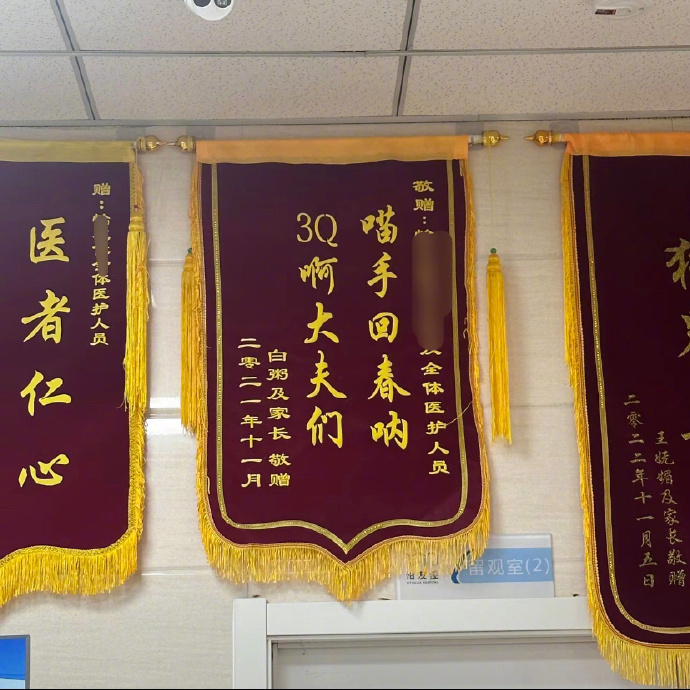 赠：
全体医护人员
医者仁心
敬赠：
全体医护人员
喵手回春呐
3Q啊大夫们
白粥及家长 敬赠
二零二一年十一月
王妩媚及家长敬赠
二零二二年十一月五日
留观室(2)